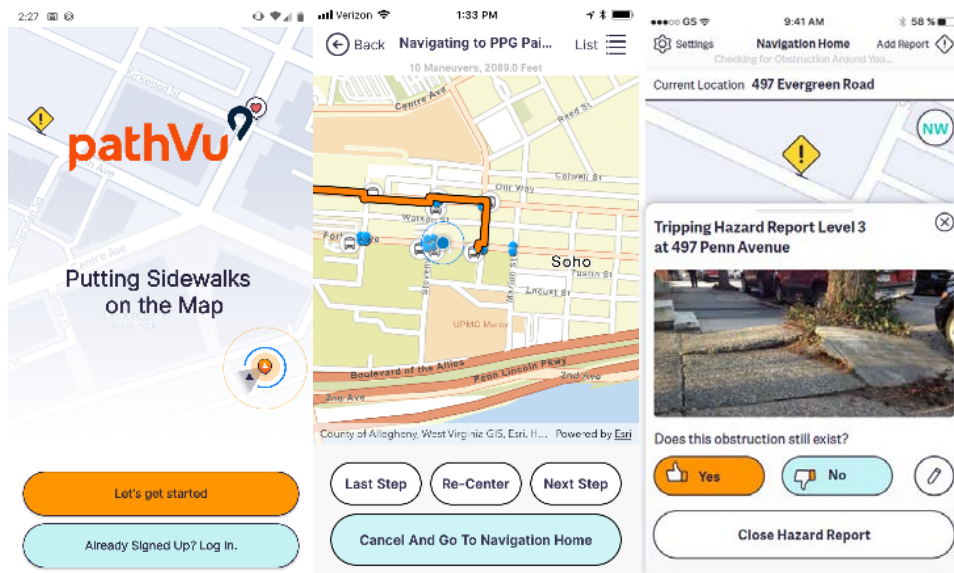 2:27
pathVu
Centre Ave
Putting Sidewalks
on the Map
Let's get started
Already Signed Up? Log In.
Verizon
1:33 PM
Back
Navigating to PPG Pai...
List
10 Maneuvers, 2089.0 Feet
Centre Ave
Reed St
Colwell St
Our Way
Watson St
Soho
Tustin St
Locust St
Marion St
UPMC Mercy
Boulevard of the Allies
Penn Lincoln Pkwy
2nd Ave
2nd Ave
County of Allegheny, West Virginia GIS, Esri, H...
Powered by Esri
Last Step
Re-Center
Next Step
Cancel And Go To Navigation Home
GS
9:41 AM
58 %
Settings
Navigation Home
Add Report
Checking for Obstruction Around You...
Current Location 497 Evergreen Road
NW
Tripping Hazard Report Level 3
at 497 Penn Avenue
Does this obstruction still exist?
Yes
No
Close Hazard Report